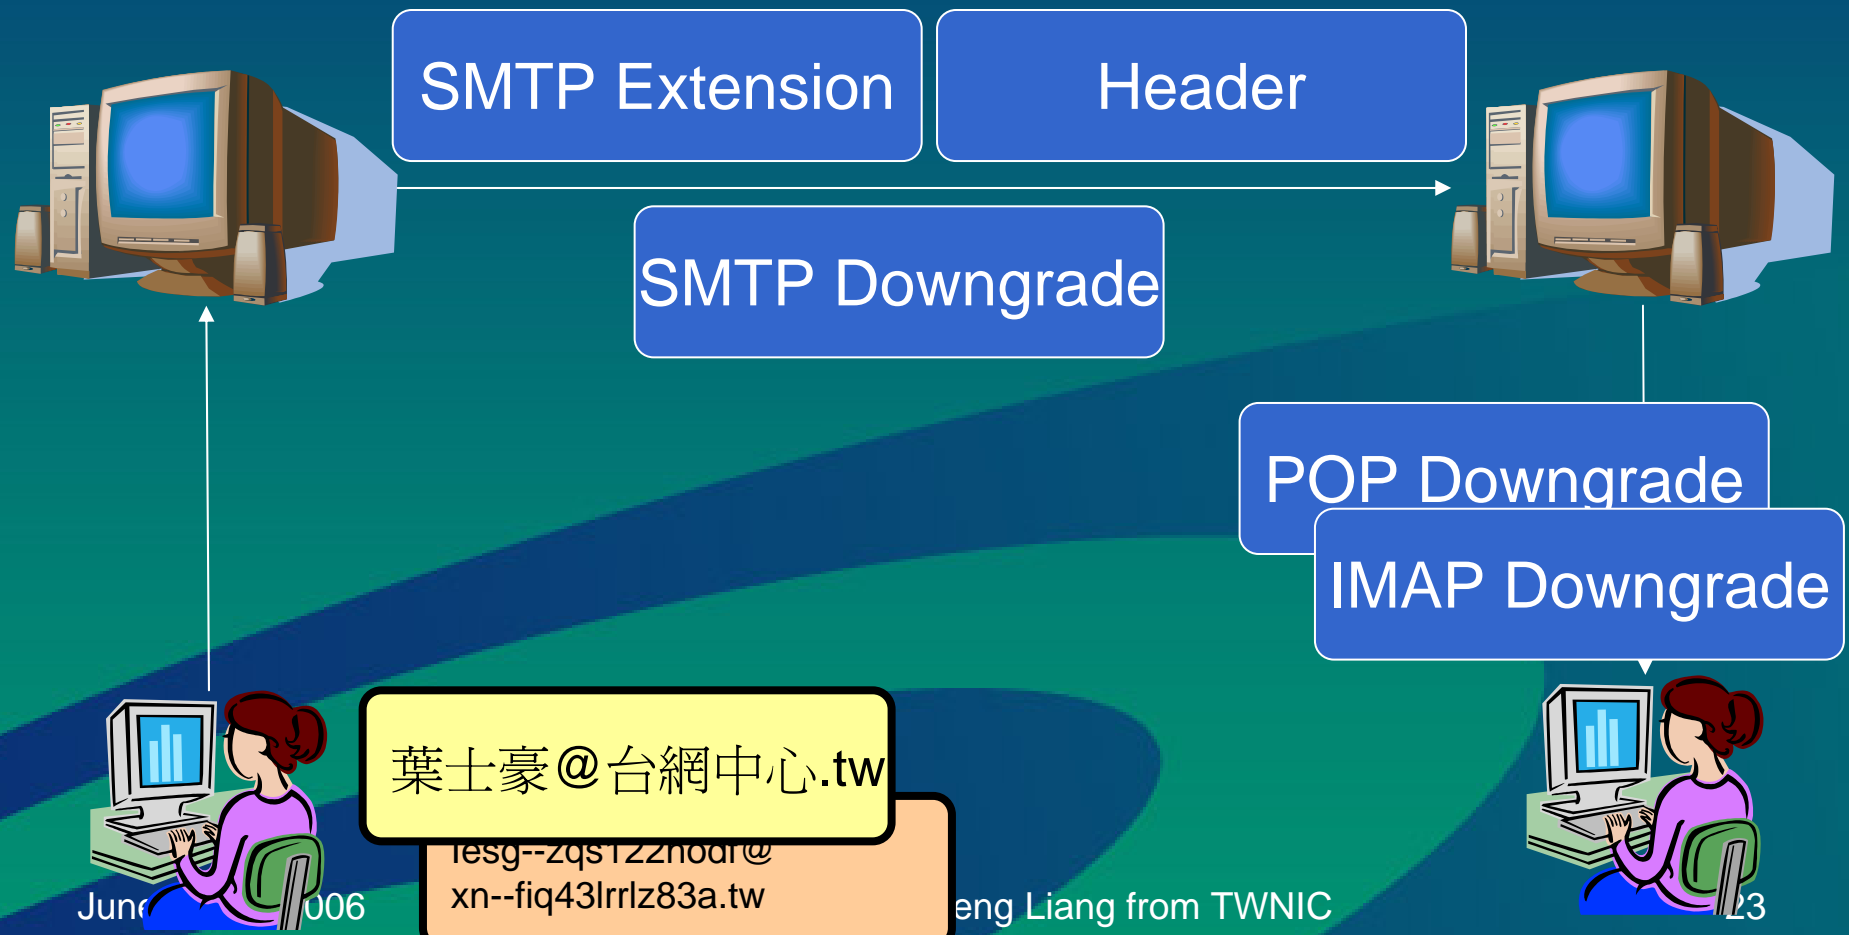 SMTP Extension
Header
SMTP Downgrade
POP Downgrade
IMAP Downgrade
葉士豪@台網中心.tw
xn--fiq43lrrlz83a.tw
Liang from TWNIC
23